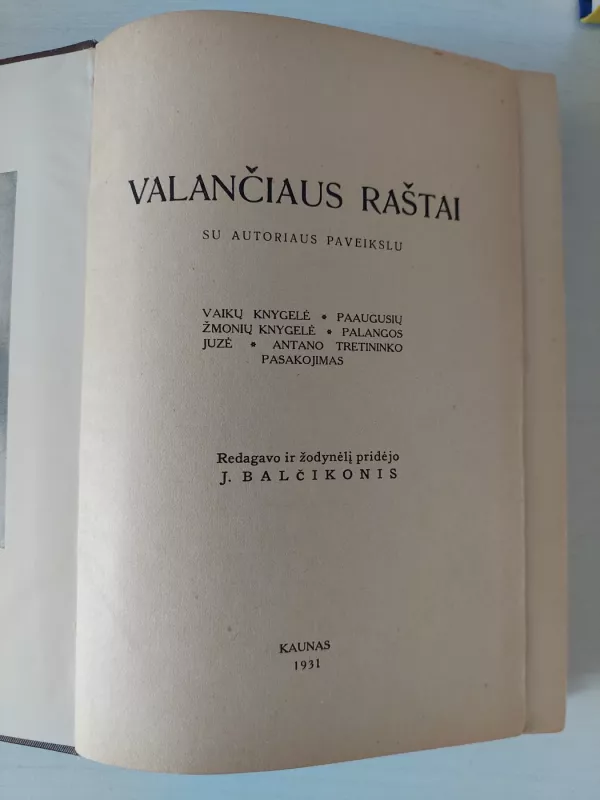 VALANČIAUS RAŠTAI
SU AUTORIAUS PAVEIKSLU
VAIKŲ KNYGELĖ * PAAUGUSIŲ
ŽMONIŲ KNYGELĖ * PALANGOS
JUZĖ * ANTANO TRETININKO
PASAKOJIMAS
Redagavo ir žodynėlį pridėjo
J. BALČIKONIS
KAUNAS
1931